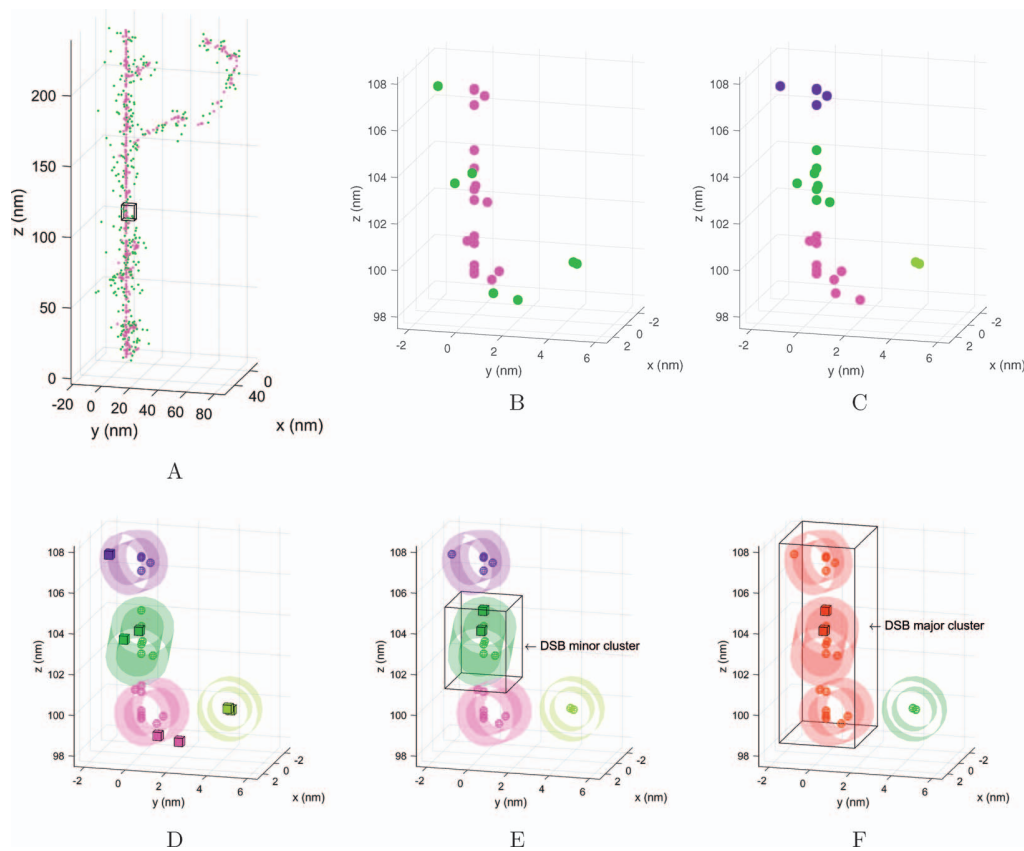 200
150
100
50
0
z (nm)
-20 0 20 40 60 80
y (nm)
0
40
x (nm)
A
108
106
104
102
100
98
z (nm)
-2 0 2 4 6
y (nm)
-2
0
2
x (nm)
B
108
106
104
102
100
98
z (nm)
-2 0 2 4 6
y (nm)
-2
0
2
x (nm)
C
108
106
104
102
100
98
z (nm)
-2 0 2 4 6
y (nm)
-2
0
2
x (nm)
D
108
106
104
102
100
98
z (nm)
← DSB minor cluster
-2 0 2 4 6
y (nm)
-2
0
2
x (nm)
E
108
106
104
102
100
98
z (nm)
← DSB major cluster
-2 0 2 4 6
y (nm)
-2
0
2
x (nm)
F